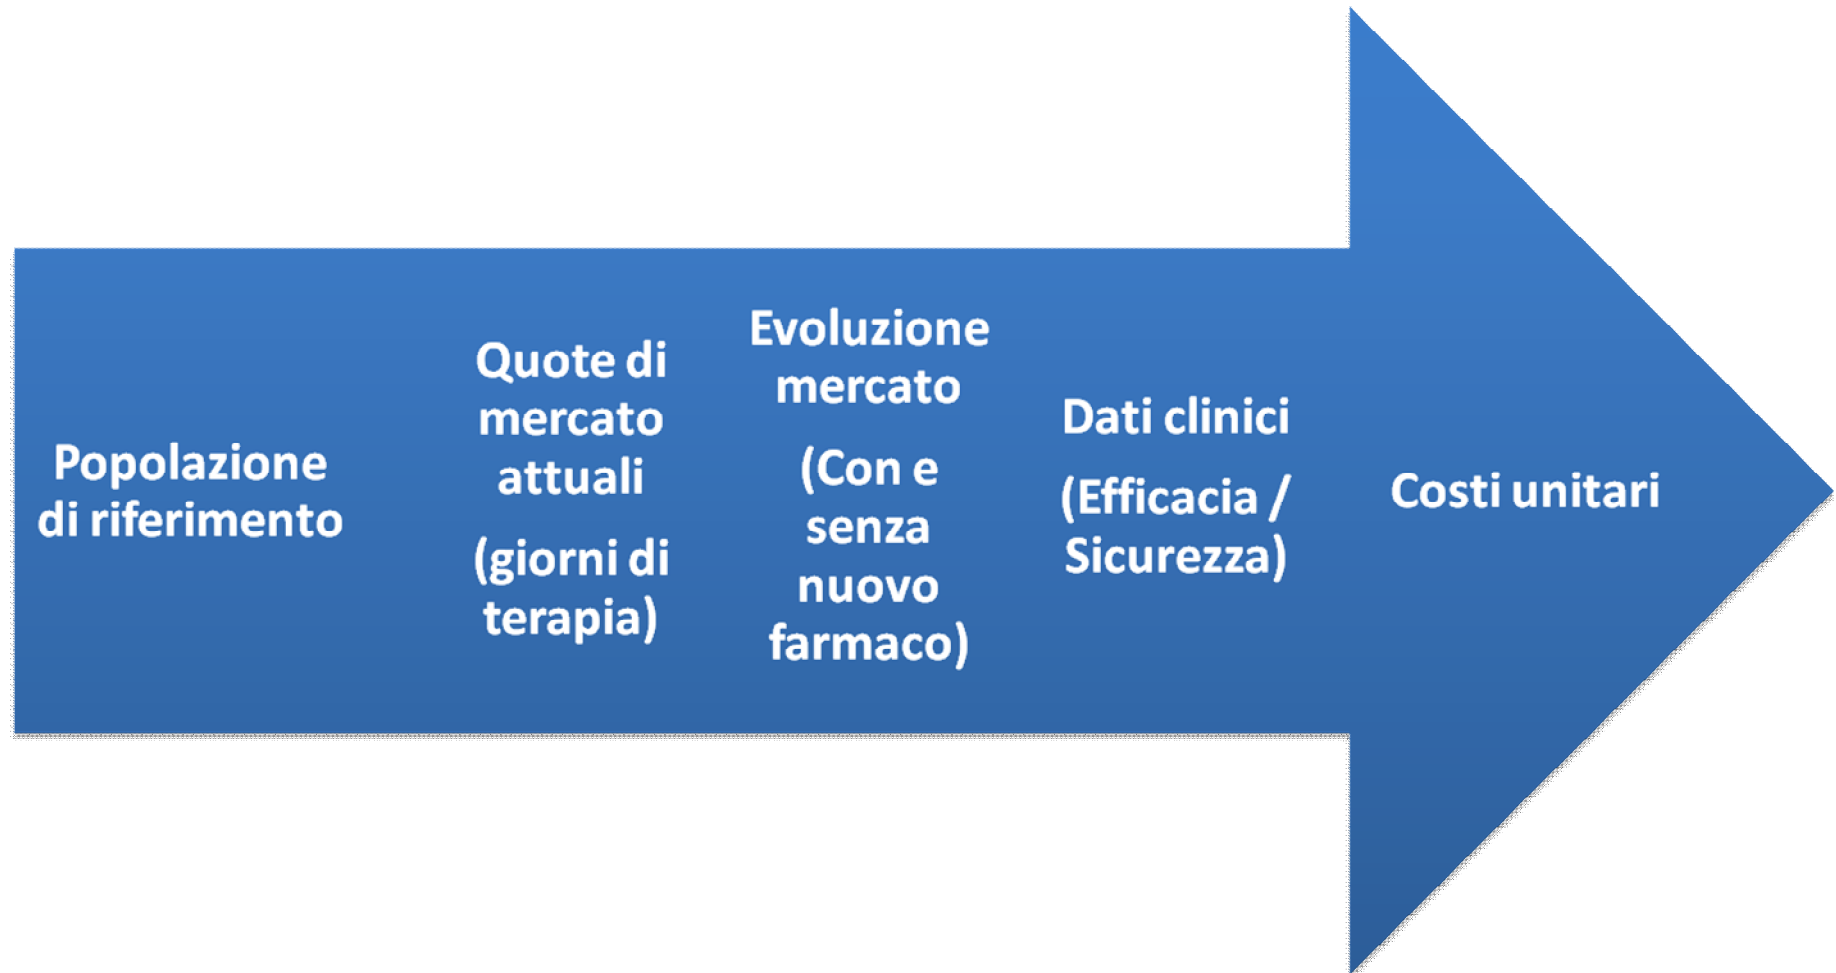 Popolazione
di riferimento
Quote di
mercato
attuali
(giorni di
terapia)
Evoluzione
mercato
(Con e
senza
nuovo
farmaco)
Dati clinici
(Efficacia /
Sicurezza)
Costi unitari